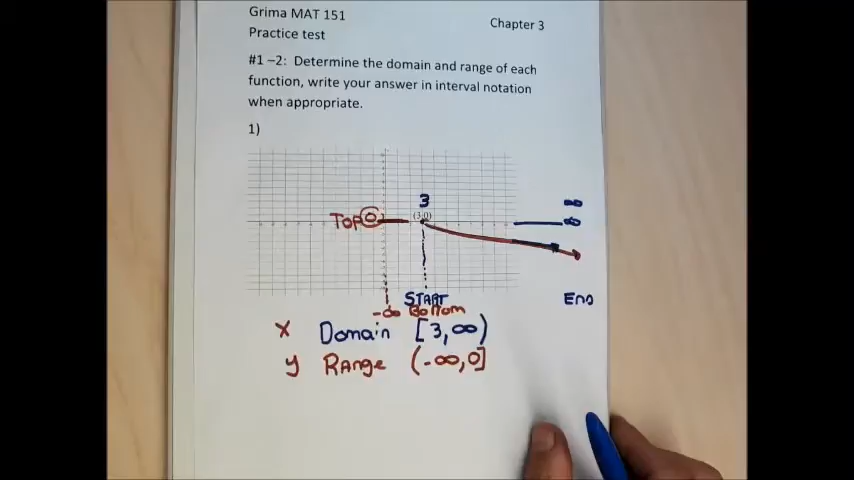 Grima MAT 151
Chapter 3
Practice test
#1 –2: Determine the domain and range of each
function, write your answer in interval notation
when appropriate.
1)
3
∞
TOP 0
(3,0)
∞
START
END
-∞ Bottom
X Domain [3,∞)
y Range (-∞,0]